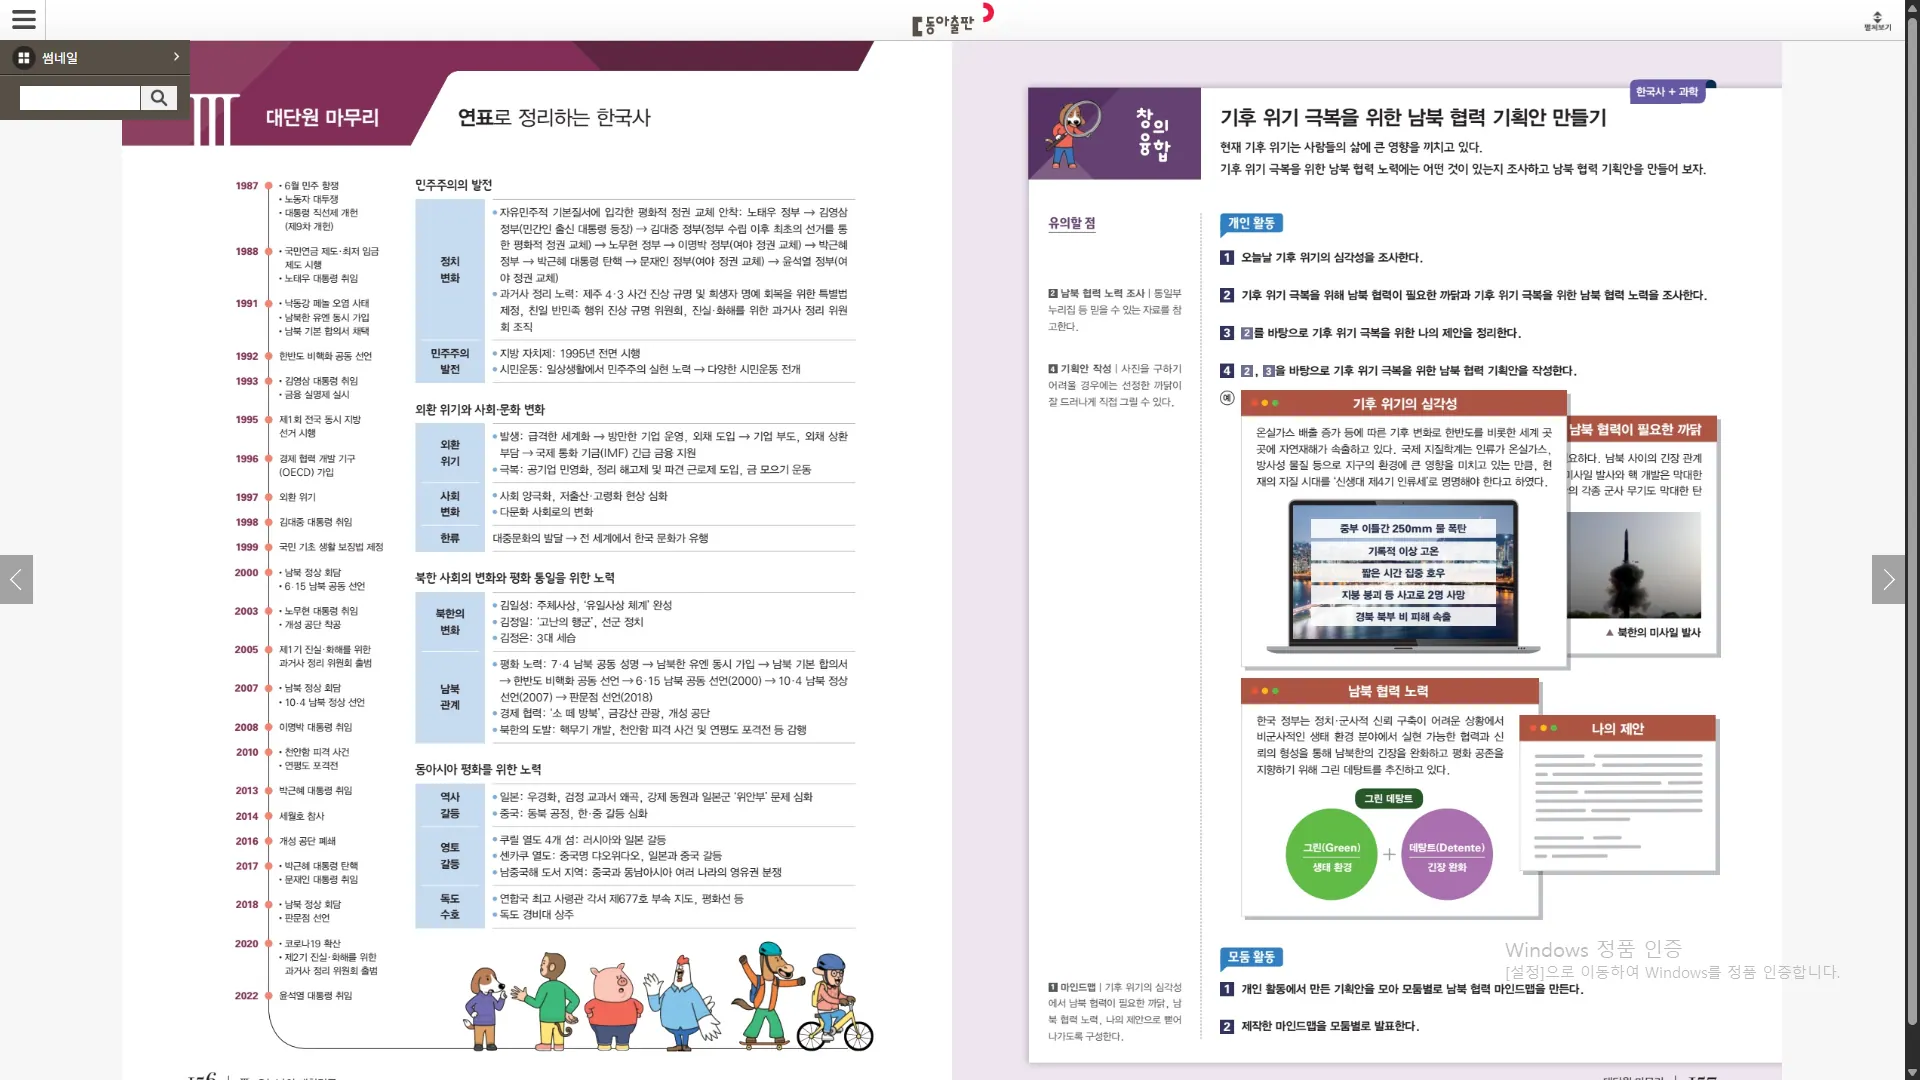 동아출판
펼쳐보기
썸네일
대단원 마무리
연표로 정리하는 한국사
1987
• 6월 민주 항쟁
• 노동자 대투쟁
• 대통령 직선제 개헌
(제9차 개헌)
1988
• 국민연금 제도·최저 임금
제도 시행
• 노태우 대통령 취임
1991
• 낙동강 페놀 오염 사태
• 남북한 유엔 동시 가입
• 남북 기본 합의서 채택
1992
한반도 비핵화 공동 선언
1993
• 김영삼 대통령 취임
• 금융 실명제 실시
1995
제1회 전국 동시 지방
선거 시행
1996
경제 협력 개발 기구
(OECD) 가입
1997
외환 위기
1998
김대중 대통령 취임
1999
국민 기초 생활 보장법 제정
2000
• 남북 정상 회담
• 6·15 남북 공동 선언
2003
• 노무현 대통령 취임
• 개성 공단 착공
2005
제1기 진실·화해를 위한
과거사 정리 위원회 출범
2007
• 남북 정상 회담
• 10·4 남북 정상 선언
2008
이명박 대통령 취임
2010
• 천안함 피격 사건
• 연평도 포격전
2013
박근혜 대통령 취임
2014
세월호 참사
2016
개성 공단 폐쇄
2017
• 박근혜 대통령 탄핵
• 문재인 대통령 취임
2018
• 남북 정상 회담
• 판문점 선언
2020
• 코로나19 확산
• 제2기 진실·화해를 위한
과거사 정리 위원회 출범
2022
윤석열 대통령 취임
민주주의의 발전
정치
변화
• 자유민주적 기본질서에 입각한 평화적 정권 교체 안착: 노태우 정부 → 김영삼
정부(민간인 출신 대통령 등장) → 김대중 정부(정부 수립 이후 최초의 선거를 통
한 평화적 정권 교체) → 노무현 정부 → 이명박 정부(여야 정권 교체) → 박근혜
정부 → 박근혜 대통령 탄핵 → 문재인 정부(여야 정권 교체) → 윤석열 정부(여
야 정권 교체)
• 과거사 정리 노력: 제주 4·3 사건 진상 규명 및 희생자 명예 회복을 위한 특별법
제정, 친일 반민족 행위 진상 규명 위원회, 진실·화해를 위한 과거사 정리 위원
회 조직
민주주의
발전
• 지방 자치제: 1995년 전면 시행
• 시민운동: 일상생활에서 민주주의 실현 노력 → 다양한 시민운동 전개
외환 위기와 사회·문화 변화
외환
위기
• 발생: 급격한 세계화 → 방만한 기업 운영, 외채 도입 → 기업 부도, 외채 상환
부담 → 국제 통화 기금(IMF) 긴급 금융 지원
• 극복: 공기업 민영화, 정리 해고제 및 파견 근로제 도입, 금 모으기 운동
사회
변화
• 사회 양극화, 저출산·고령화 현상 심화
• 다문화 사회로의 변화
한류
대중문화의 발달 → 전 세계에서 한국 문화가 유행
북한 사회의 변화와 평화 통일을 위한 노력
북한의
변화
• 김일성: 주체사상, ‘유일사상 체계’ 완성
• 김정일: ‘고난의 행군’, 선군 정치
• 김정은: 3대 세습
남북
관계
• 평화 노력: 7·4 남북 공동 성명 → 남북한 유엔 동시 가입 → 남북 기본 합의서
→ 한반도 비핵화 공동 선언 → 6·15 남북 공동 선언(2000) → 10·4 남북 정상
선언(2007) → 판문점 선언(2018)
• 경제 협력: ‘소 떼 방북’, 금강산 관광, 개성 공단
• 북한의 도발: 핵무기 개발, 천안함 피격 사건 및 연평도 포격전 등 감행
동아시아 평화를 위한 노력
역사
갈등
• 일본: 우경화, 검정 교과서 왜곡, 강제 동원과 일본군 ‘위안부’ 문제 심화
• 중국: 동북 공정, 한·중 갈등 심화
영토
갈등
• 쿠릴 열도 4개 섬: 러시아와 일본 갈등
• 센카쿠 열도: 중국명 댜오위다오, 일본과 중국 갈등
• 남중국해 도서 지역: 중국과 동남아시아 여러 나라의 영유권 분쟁
독도
수호
• 연합국 최고 사령관 각서 제677호 부속 지도, 평화선 등
• 독도 경비대 상주
한국사 + 과학
창의
융합
기후 위기 극복을 위한 남북 협력 기획안 만들기
현재 기후 위기는 사람들의 삶에 큰 영향을 끼치고 있다.
기후 위기 극복을 위한 남북 협력 노력에는 어떤 것이 있는지 조사하고 남북 협력 기획안을 만들어 보자.
유의할 점
2 남북 협력 노력 조사 | 통일부
누리집 등 믿을 수 있는 자료를 참
고한다.
4 기획안 작성 | 사진을 구하기
어려울 경우에는 선정한 까닭이
잘 드러나게 직접 그릴 수 있다.
개인 활동
1 오늘날 기후 위기의 심각성을 조사한다.
2 기후 위기 극복을 위해 남북 협력이 필요한 까닭과 기후 위기 극복을 위한 남북 협력 노력을 조사한다.
3 2를 바탕으로 기후 위기 극복을 위한 나의 제안을 정리한다.
4 2, 3을 바탕으로 기후 위기 극복을 위한 남북 협력 기획안을 작성한다.
예
기후 위기의 심각성
온실가스 배출 증가 등에 따른 기후 변화로 한반도를 비롯한 세계 곳
곳에 자연재해가 속출하고 있다. 국제 지질학계는 인류가 온실가스,
방사성 물질 등으로 지구의 환경에 큰 영향을 미치고 있는 만큼, 현
재의 지질 시대를 ‘신생대 제4기 인류세’로 명명해야 한다고 하였다.
중부 이틀간 250mm 물 폭탄
기록적 이상 고온
짧은 시간 집중 호우
지붕 붕괴 등 사고로 2명 사망
경북 북부 비 피해 속출
남북 협력이 필요한 까닭
요하다. 남북 사이의 긴장 관계
미사일 발사와 핵 개발은 막대한
의 각종 군사 무기도 막대한 탄
▲ 북한의 미사일 발사
남북 협력 노력
한국 정부는 정치·군사적 신뢰 구축이 어려운 상황에서
비군사적인 생태 환경 분야에서 실현 가능한 협력과 신
뢰의 형성을 통해 남북한의 긴장을 완화하고 평화 공존을
지향하기 위해 그린 데탕트를 추진하고 있다.
그린 데탕트
그린(Green)
생태 환경
+
데탕트(Detente)
긴장 완화
나의 제안
모둠 활동
1 개인 활동에서 만든 기획안을 모아 모둠별로 남북 협력 마인드맵을 만든다.
2 제작한 마인드맵을 모둠별로 발표한다.
1 마인드맵 | 기후 위기의 심각성
에서 남북 협력이 필요한 까닭, 남
북 협력 노력, 나의 제안으로 뻗어
나가도록 구성한다.
Windows 정품 인증
[설정]으로 이동하여 Windows를 정품 인증합니다.